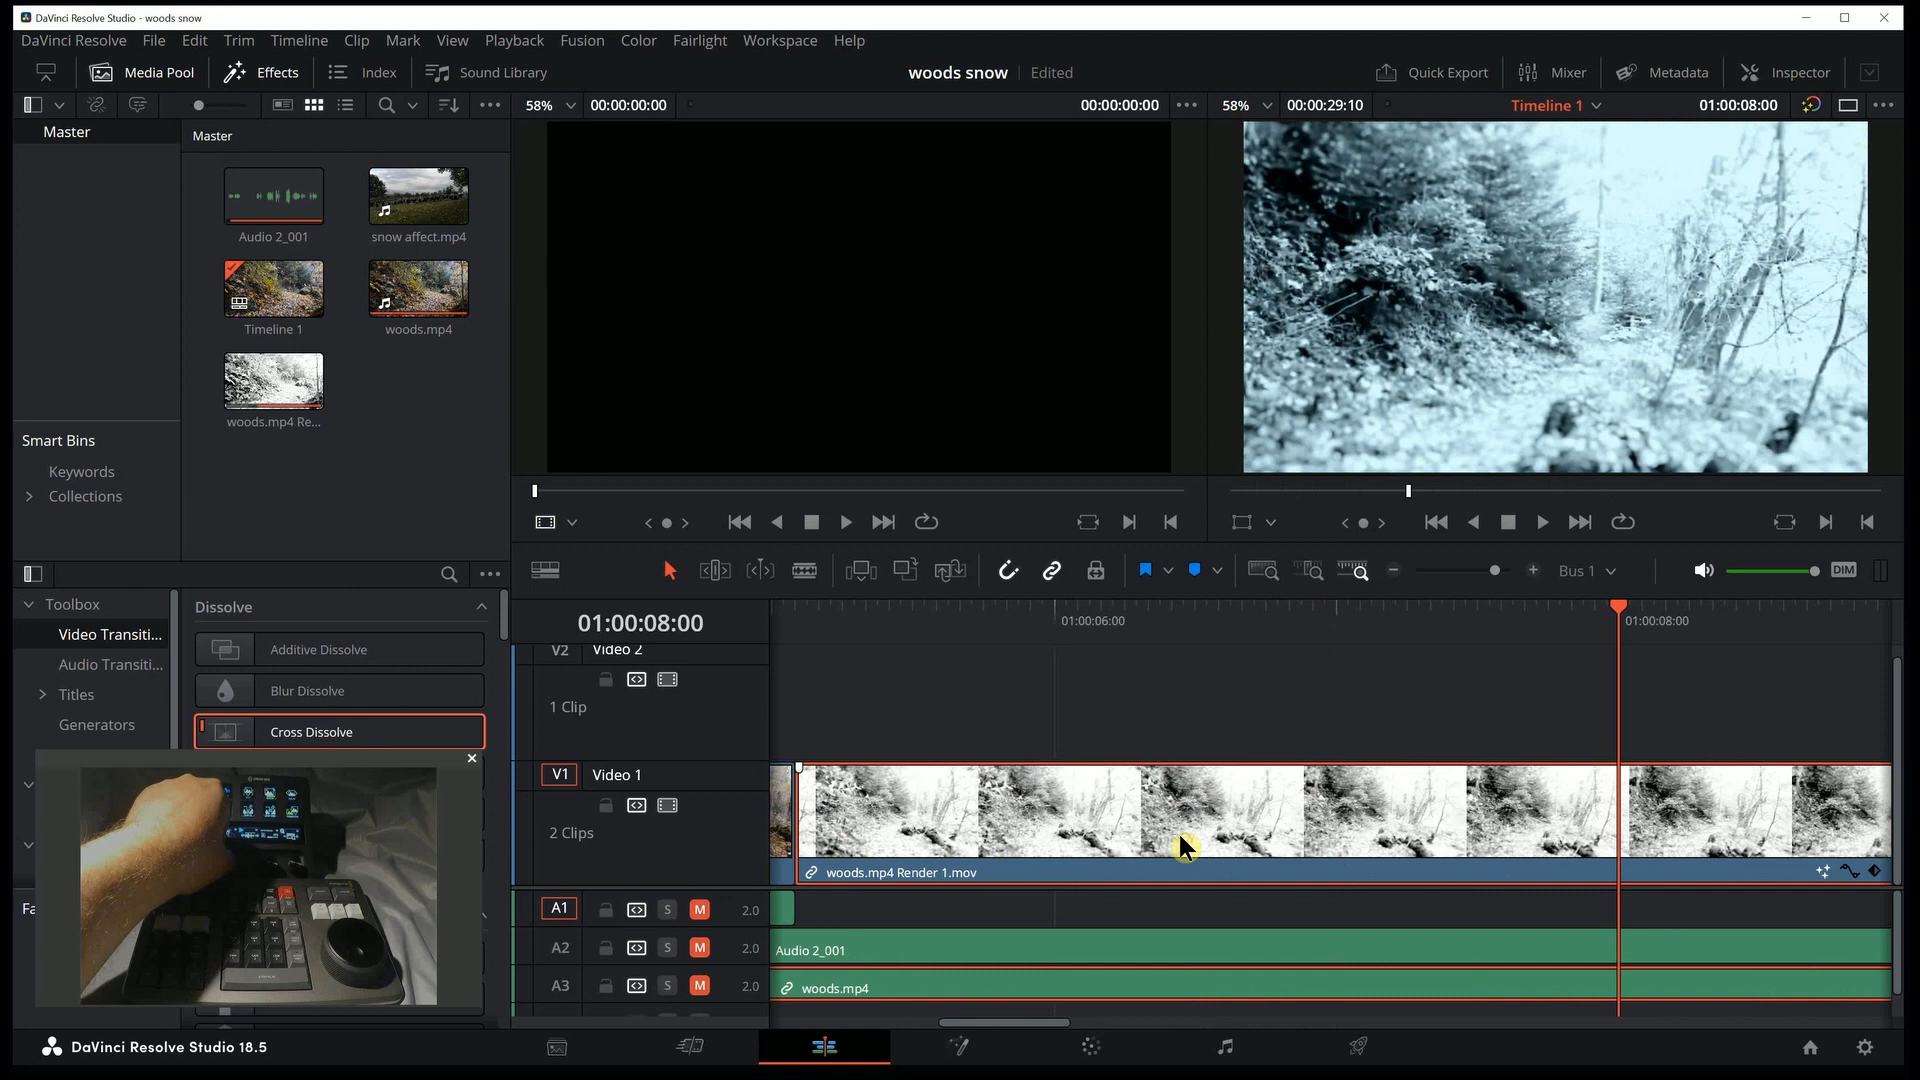 DaVinci Resolve Studio - woods snow
DaVinci Resolve File Edit Trim Timeline Clip Mark View Playback Fusion Color Fairlight Workspace Help
Media Pool Effects Index Sound Library woods snow Edited Quick Export Mixer Metadata Inspector
58% 00:00:00:00 00:00:00:00 58% 00:00:29:10 Timeline 1 01:00:08:00
Master Master
Audio 2_001 snow affect.mp4
Timeline 1 woods.mp4
woods.mp4 Re...
Smart Bins
Keywords
Collections
Bus 1 DIM
Toolbox Dissolve
Video Transiti... Additive Dissolve
Audio Transiti... Blur Dissolve
Titles Cross Dissolve
Generators
Fa
01:00:08:00 01:00:06:00 01:00:08:00
V2 Video 2
1 Clip
V1 Video 1
2 Clips
woods.mp4 Render 1.mov
A1 S M 2.0
A2 S M 2.0 Audio 2_001
A3 S M 2.0 woods.mp4
DaVinci Resolve Studio 18.5